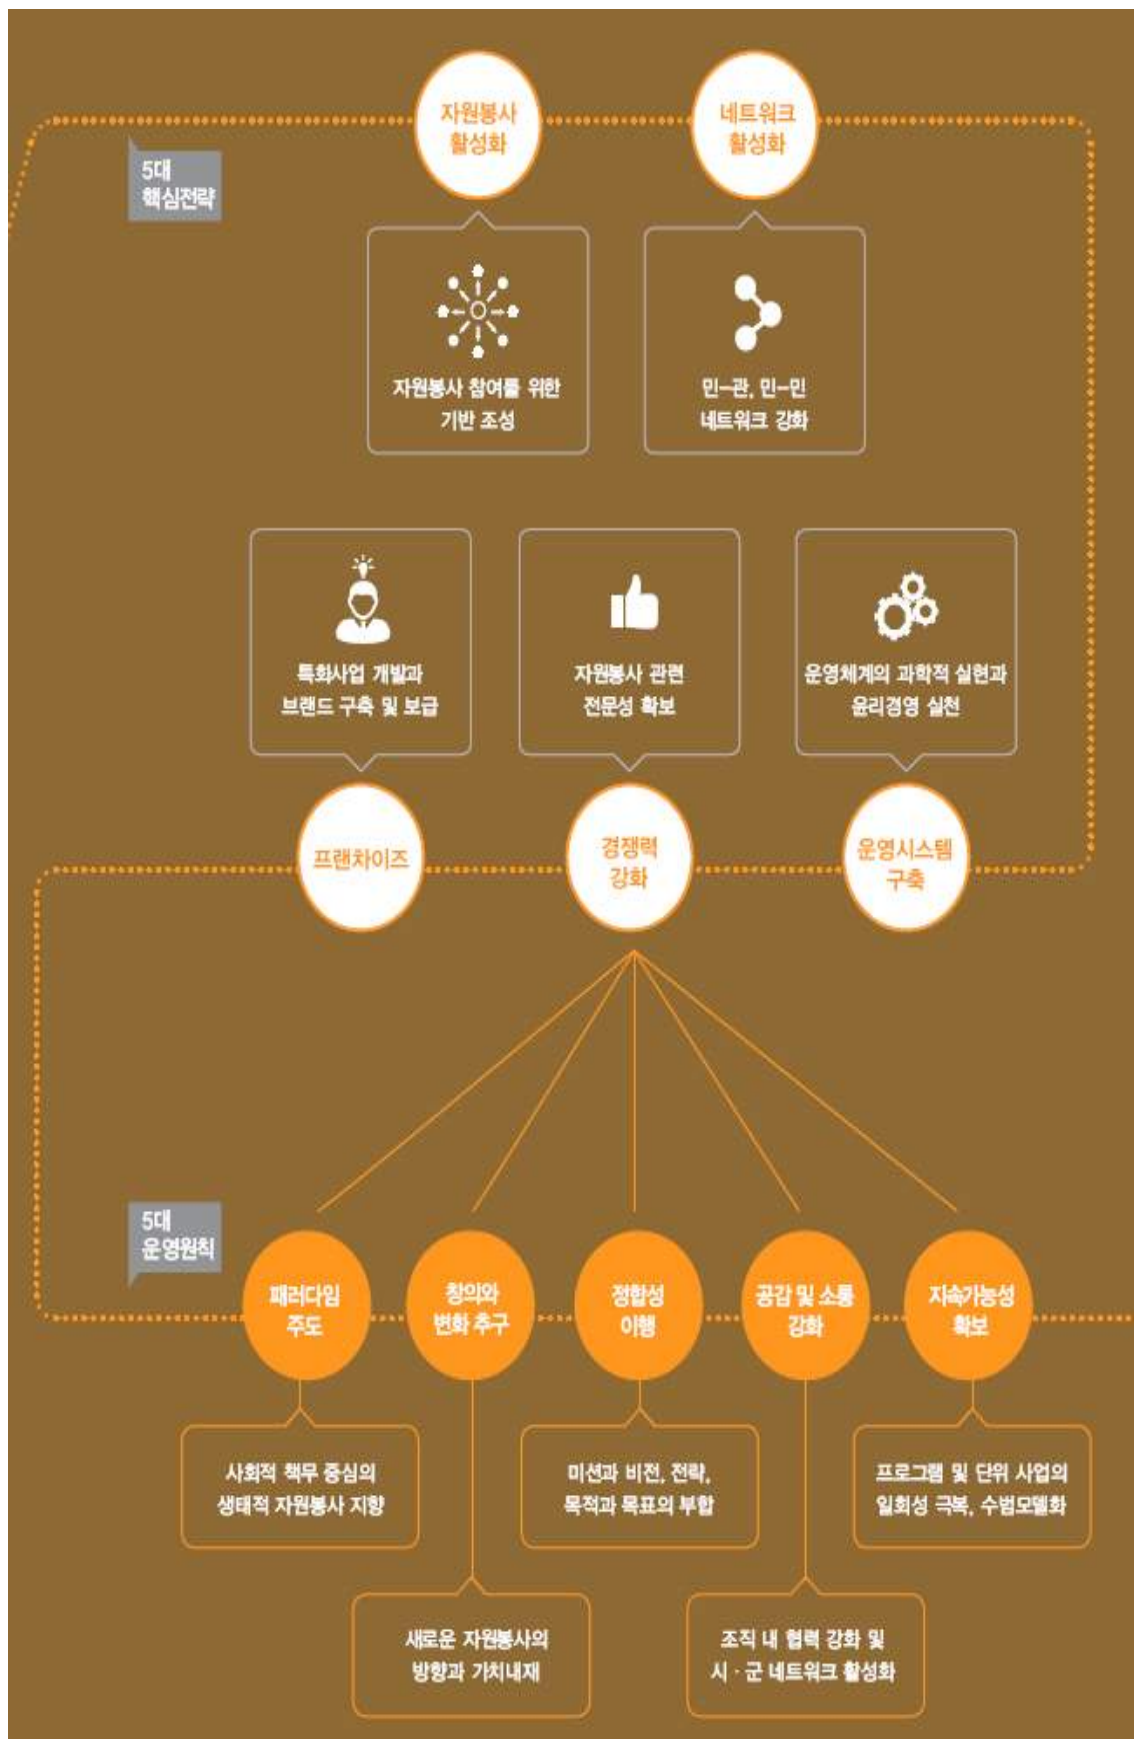 자원봉사
활성화
네트워크
활성화
5대
핵심전략
자원봉사 참여를 위한
기반 조성
민-관, 민-민
네트워크 강화
특화사업 개발과
브랜드 구축 및 보급
자원봉사 관련
전문성 확보
운영체계의 과학적 실현과
윤리경영 실천
프랜차이즈
경쟁력
강화
운영시스템
구축
5대
운영원칙
패러다임
주도
창의와
변화 추구
정합성
이행
공감 및 소통
강화
지속가능성
확보
사회적 책무 중심의
생태적 자원봉사 지향
미션과 비전, 전략,
목적과 목표의 부합
프로그램 및 단위 사업의
일회성 극복, 수범모델화
새로운 자원봉사의
방향과 가치내재
조직 내 협력 강화 및
시·군 네트워크 활성화